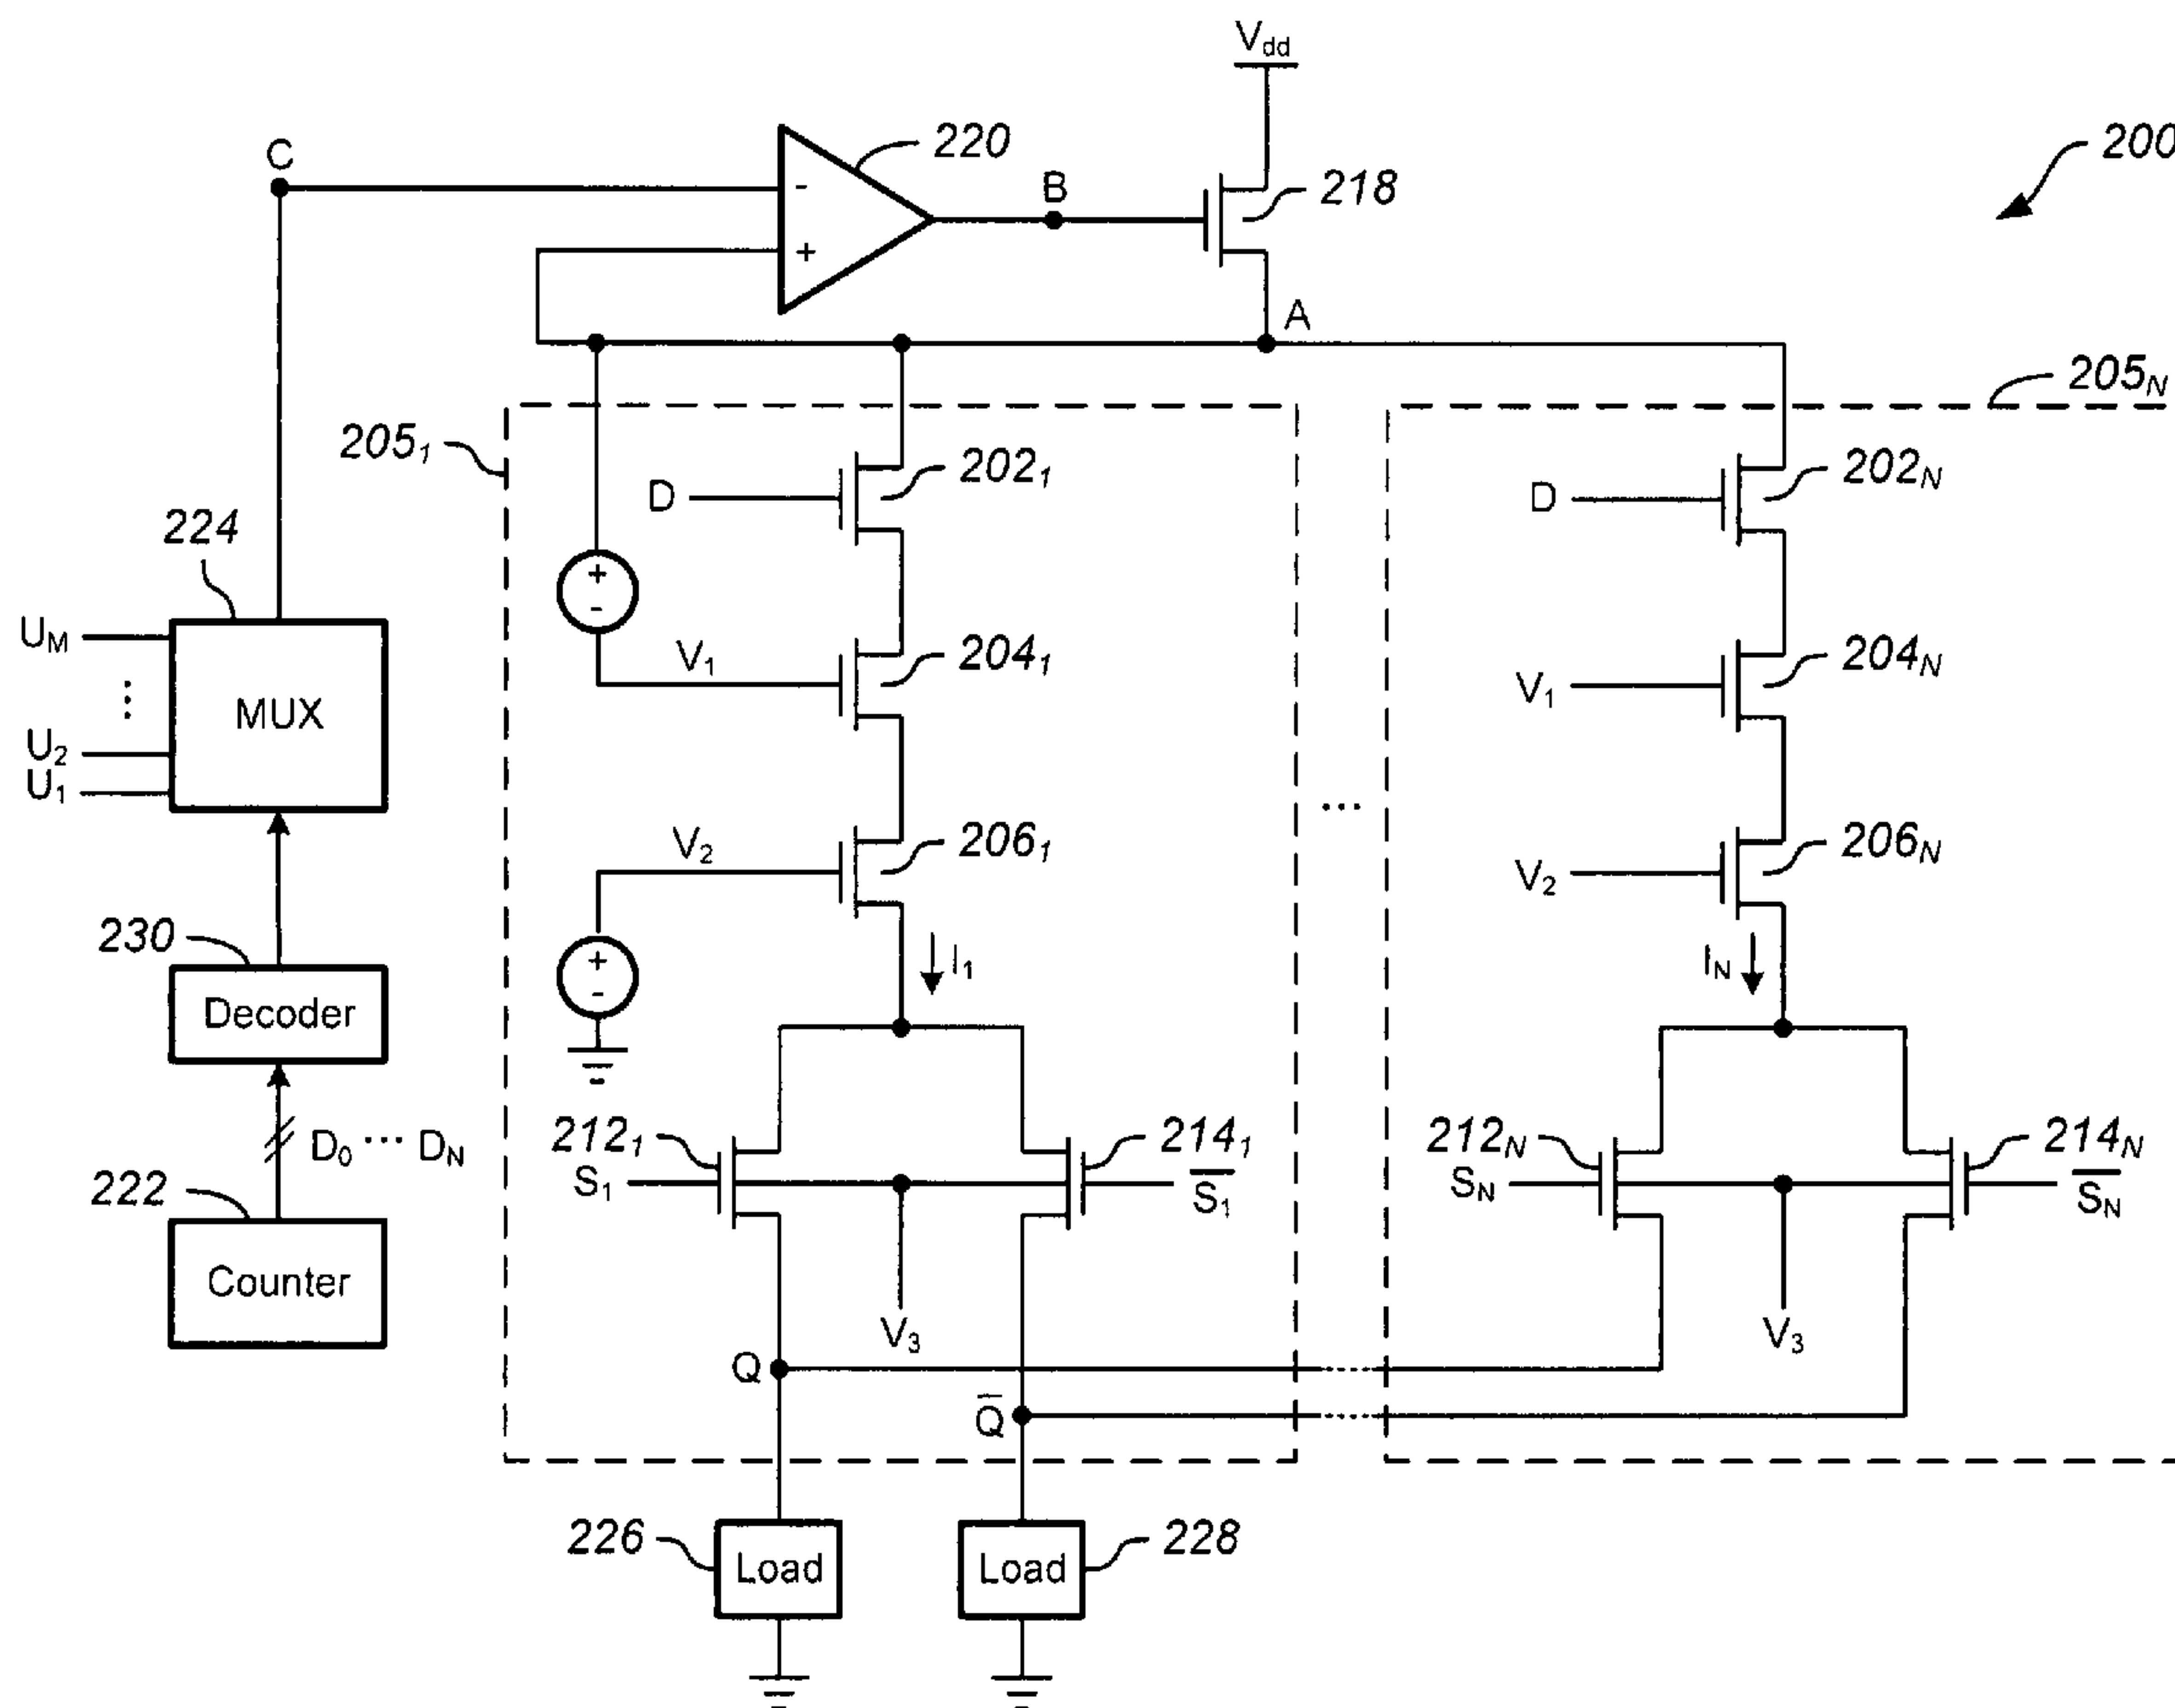 Vdd
200
C
220
- 
B
218
+
A
205N
2051
D
2021
D
202N
224
+
-
UM
⋮
MUX
U2
U1
V1
2041
V1
204N
...
V2
2061
V2
206N
230
+
-
I1
IN
Decoder
D0 ... DN
222
Counter
2121
S1
2141
S̅1̅
212N
SN
214N
S̅N̅
V3
V3
Q
Q̅
226
Load
Load
228